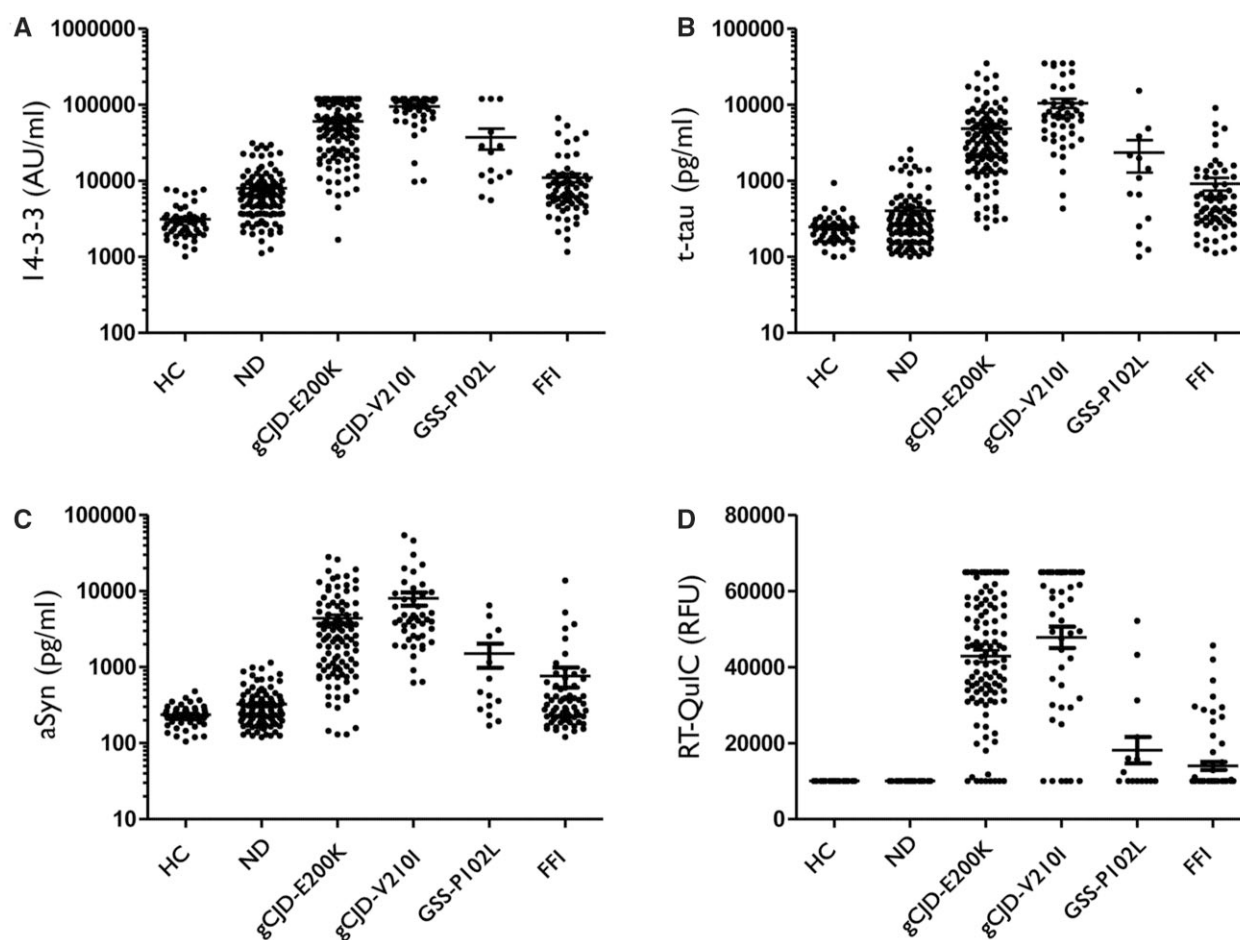 A
14-3-3 (AU/ml)
1000000
100000
10000
1000
100
HC
ND
gCJD-E200K
gCJD-V210I
GSS-P102L
FFI
B
t-tau (pg/ml)
100000
10000
1000
100
10
HC
ND
gCJD-E200K
gCJD-V210I
GSS-P102L
FFI
C
aSyn (pg/ml)
100000
10000
1000
100
10
HC
ND
gCJD-E200K
gCJD-V210I
GSS-P102L
FFI
D
RT-QuIC (RFU)
80000
60000
40000
20000
0
HC
ND
gCJD-E200K
gCJD-V210I
GSS-P102L
FFI